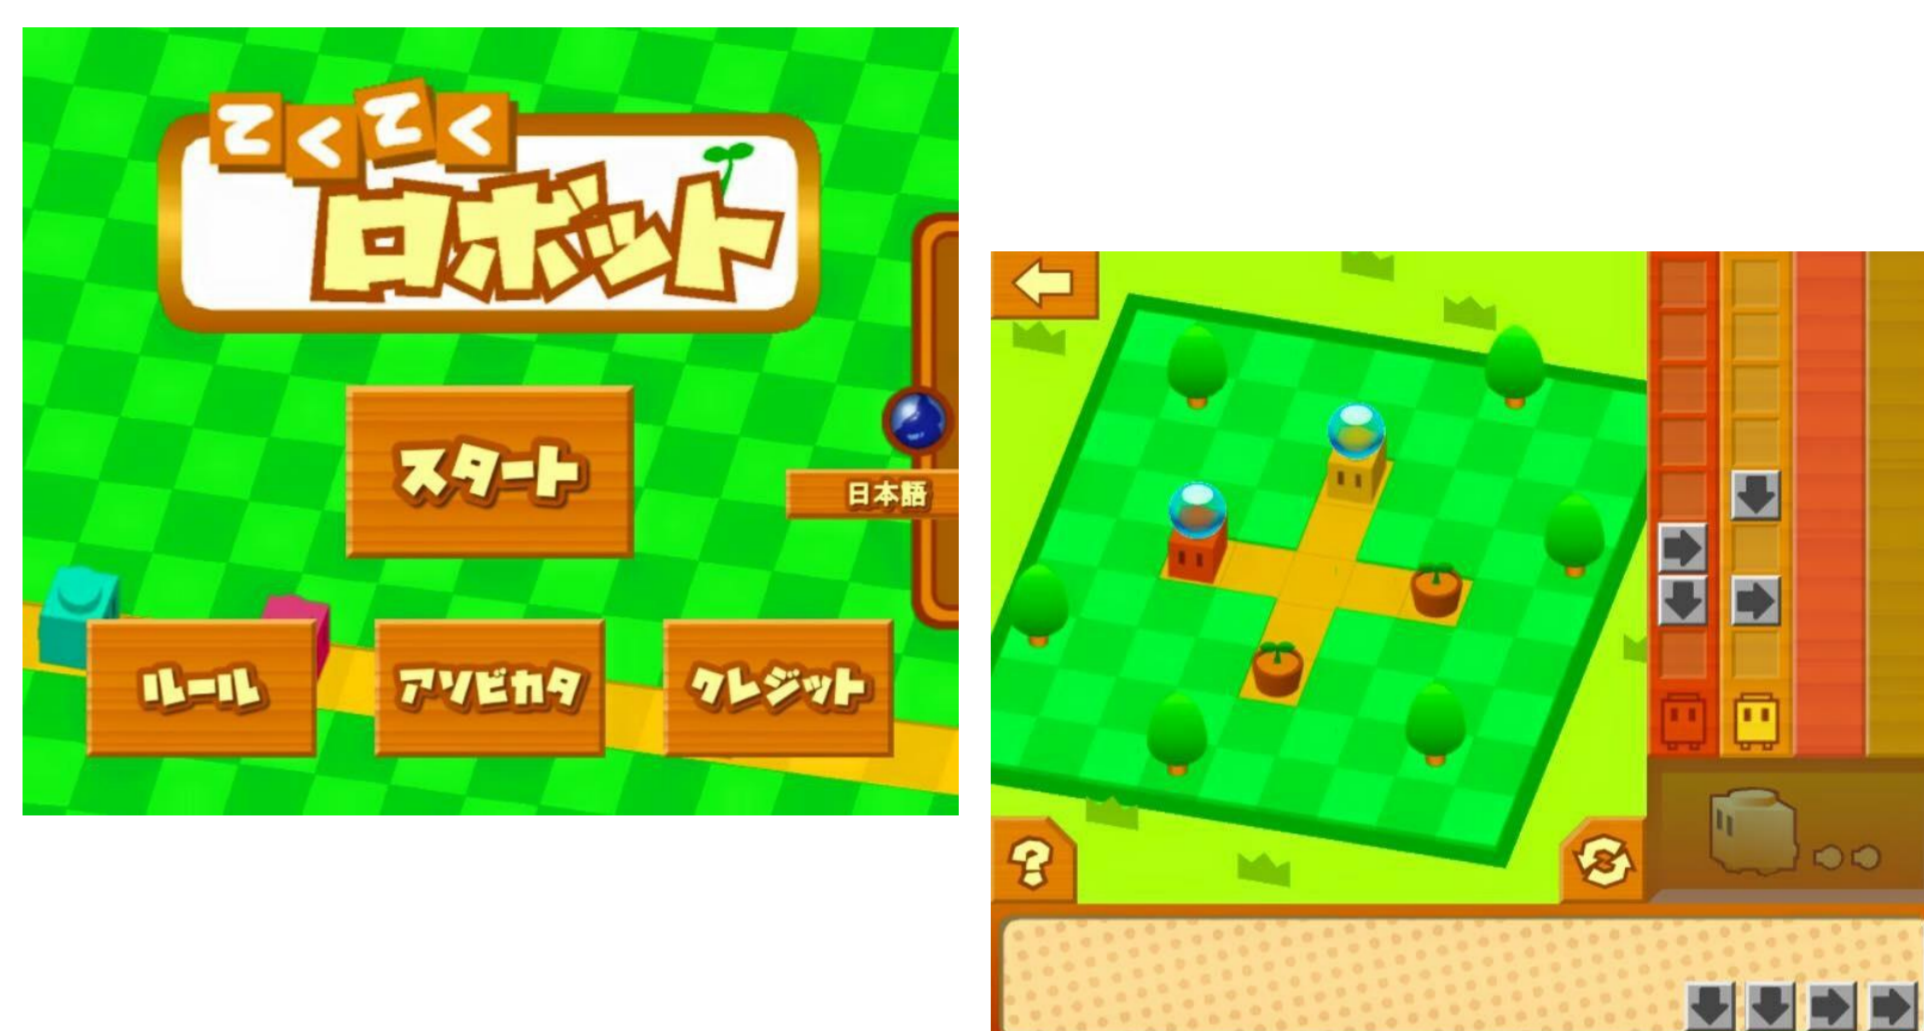 てくてく
ロボット
スタート
日本語
ルール
アソビカタ
クレジット
?